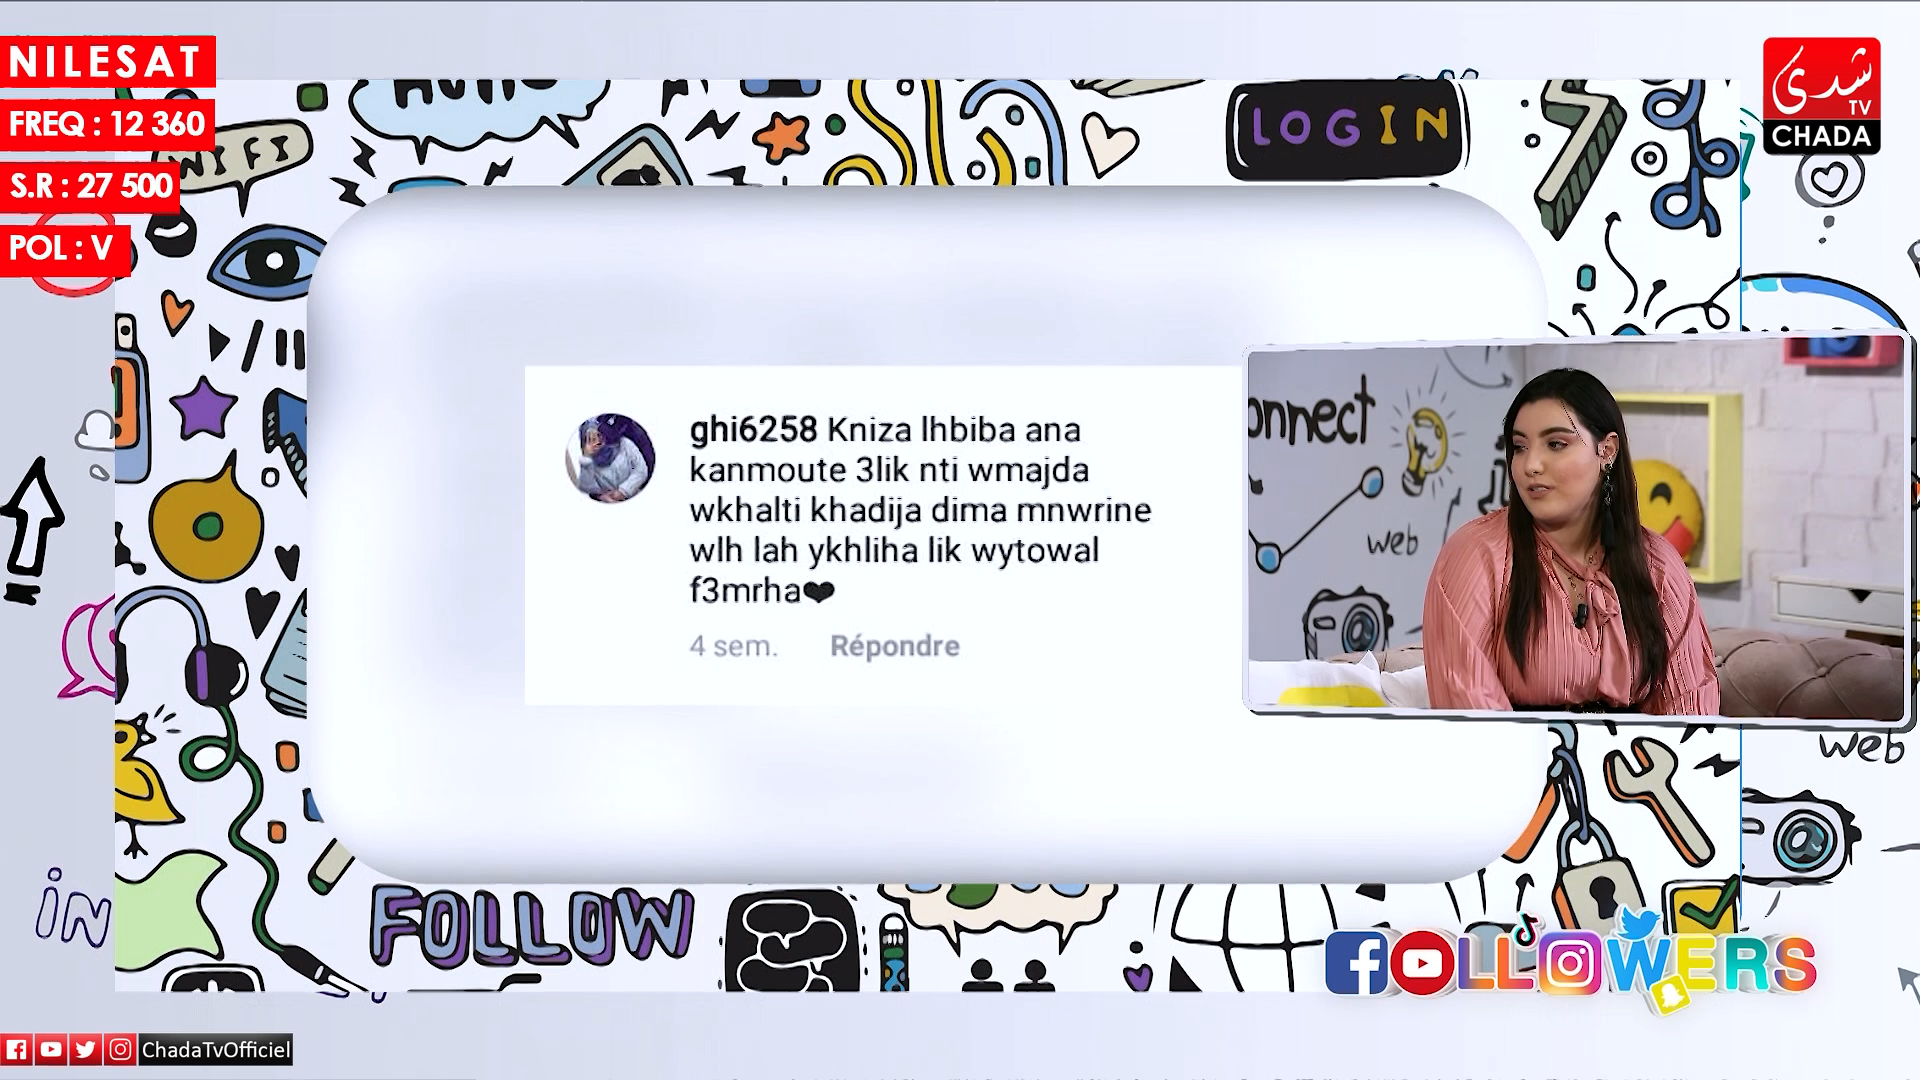 NILESAT
FREQ : 12 360
S.R : 27 500
POL : V
شدى
TV
CHADA
WIFI
LOGIN
ghi6258 Kniza lhbiba ana
kanmoute 3lik nti wmajda
wkhalti khadija dima mnwrine
wlh lah ykhliha lik wytowal
f3mrha❤
4 sem. Répondre
onnect
web
web
in
FOLLOW
FOLLOWERS
ChadaTvOfficiel